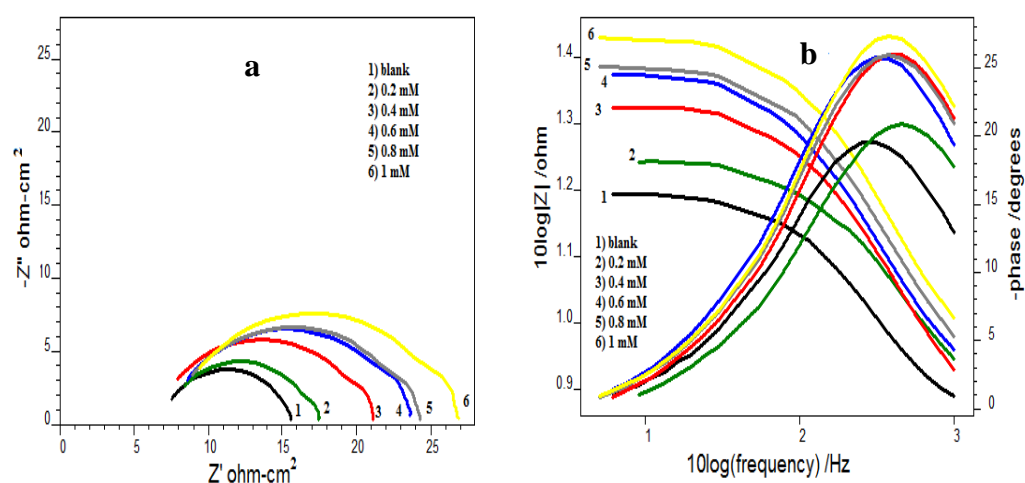 a
1) blank
2) 0.2 mM
3) 0.4 mM
4) 0.6 mM
5) 0.8 mM
6) 1 mM
-Z'' ohm-cm²
25
20
15
10
5
0
1
2
3
4
5
6
0
5
10
15
20
25
Z' ohm-cm²
b
10log|Z| /ohm
1.4
1.3
1.2
1.1
1.0
0.9
6
5
4
3
2
1
1) blank
2) 0.2 mM
3) 0.4 mM
4) 0.6 mM
5) 0.8 mM
6) 1 mM
25
20
15
10
5
0
-phase /degrees
1
2
3
10log(frequency) /Hz